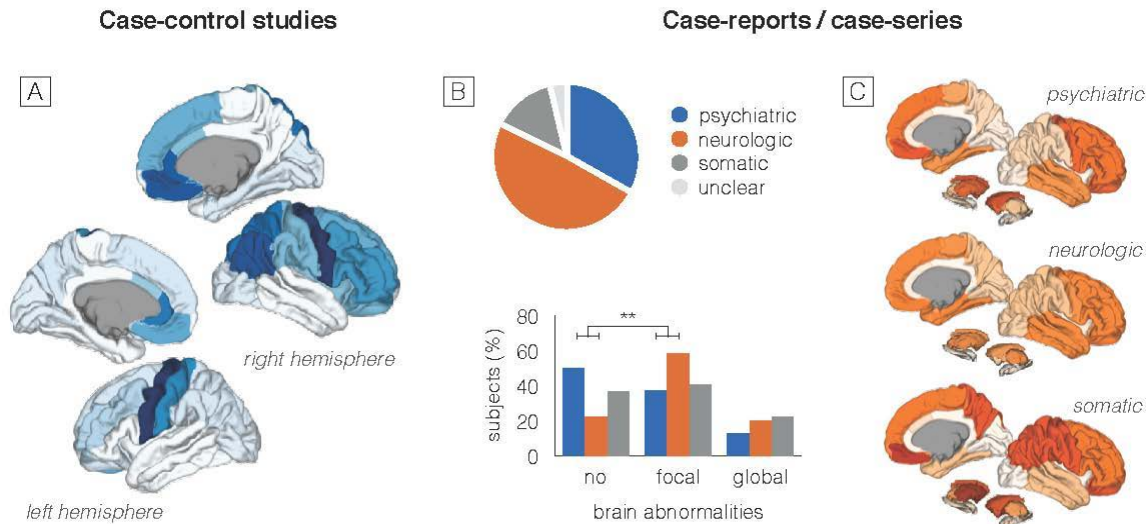 Case-control studies
Case-reports / case-series
A
right hemisphere
left hemisphere
B
psychiatric
neurologic
somatic
unclear
80
60
40
20
0
subjects (%)
**
no focal global
brain abnormalities
C
psychiatric
neurologic
somatic